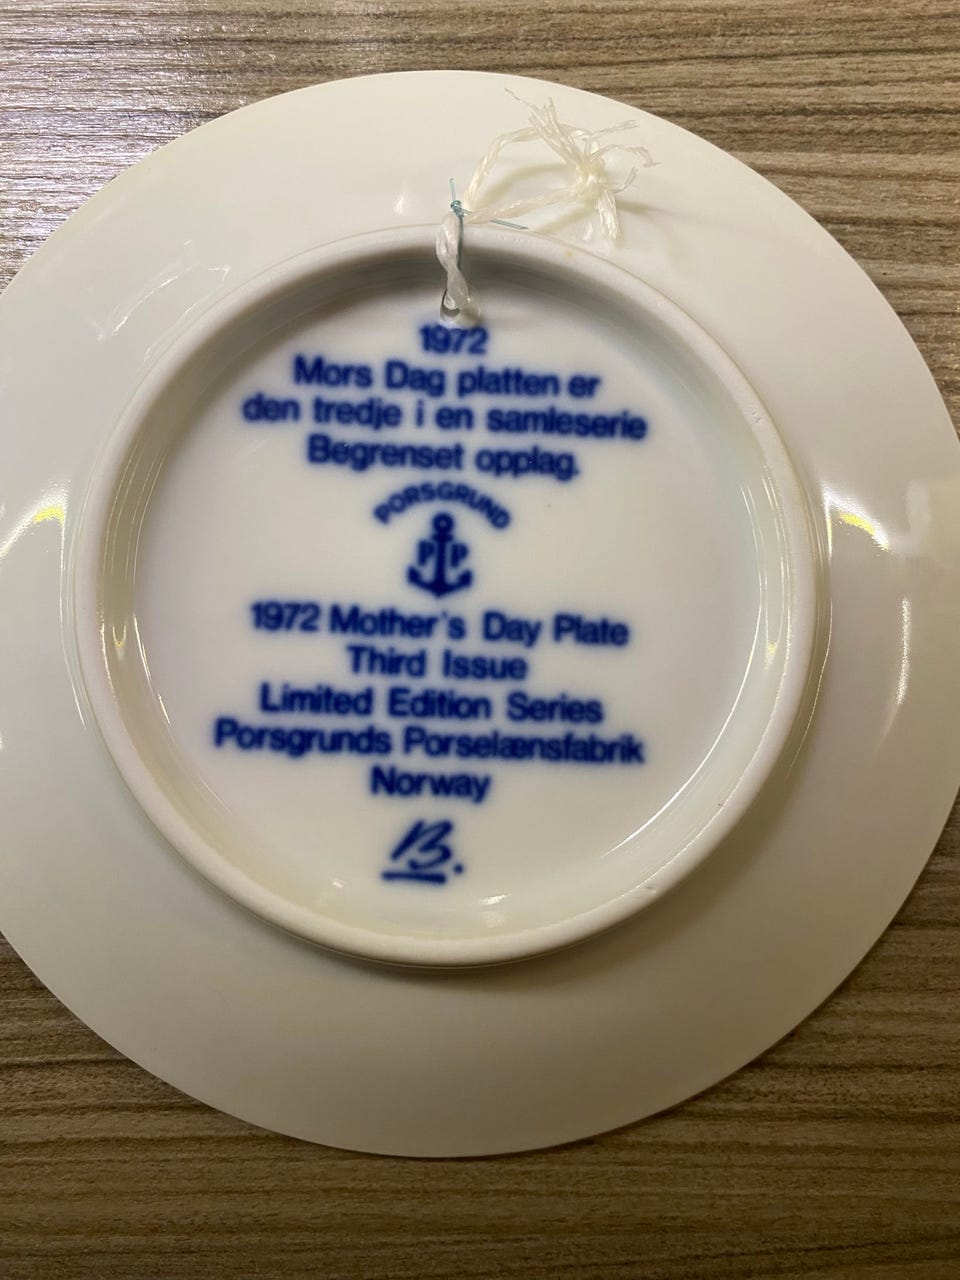 1972
Mors Dag platten er
den tredje i en samleserie
Begrenset opplag.
PORSGRUND
P P
1972 Mother's Day Plate
Third Issue
Limited Edition Series
Porsgrunds Porselænsfabrik
Norway
B.